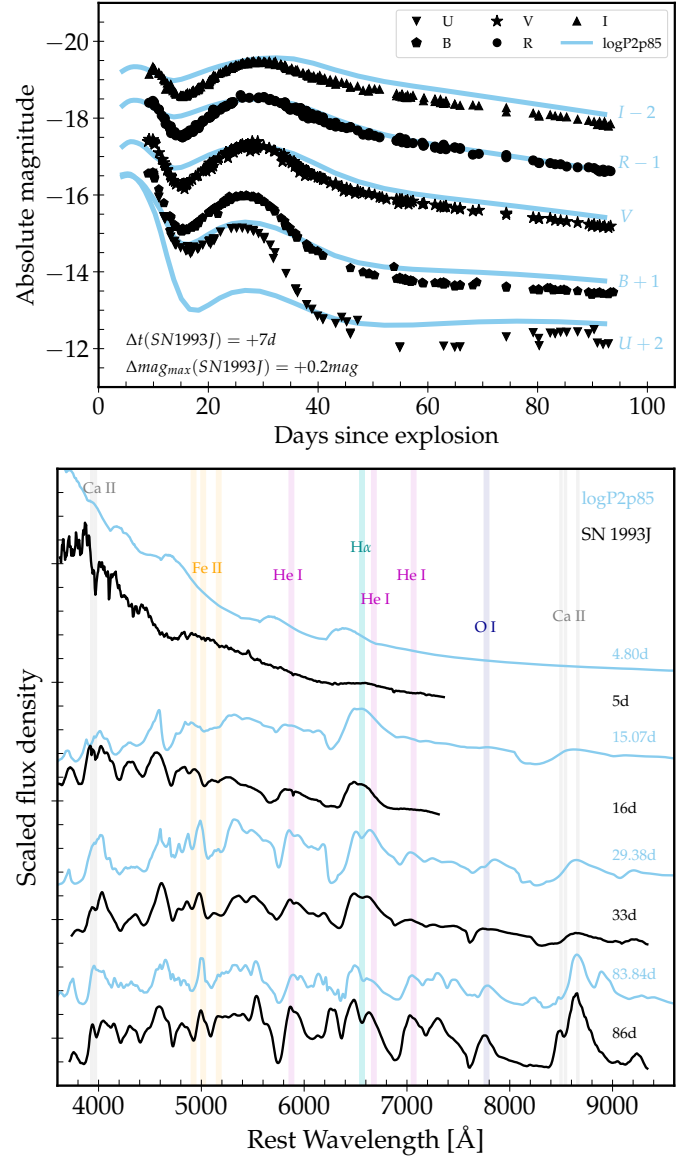 U V I
B R logP2p85
−20
−18
−16
−14
−12
Absolute magnitude
I − 2
R − 1
V
B + 1
U + 2
Δt(SN1993J) = +7d
Δmag_max(SN1993J) = +0.2mag
0 20 40 60 80 100
Days since explosion
Ca II
logP2p85
SN 1993J
Hα
Fe II He I He I
He I
O I Ca II
4.80d
5d
15.07d
16d
29.38d
33d
83.84d
86d
Scaled flux density
4000 5000 6000 7000 8000 9000
Rest Wavelength [Å]